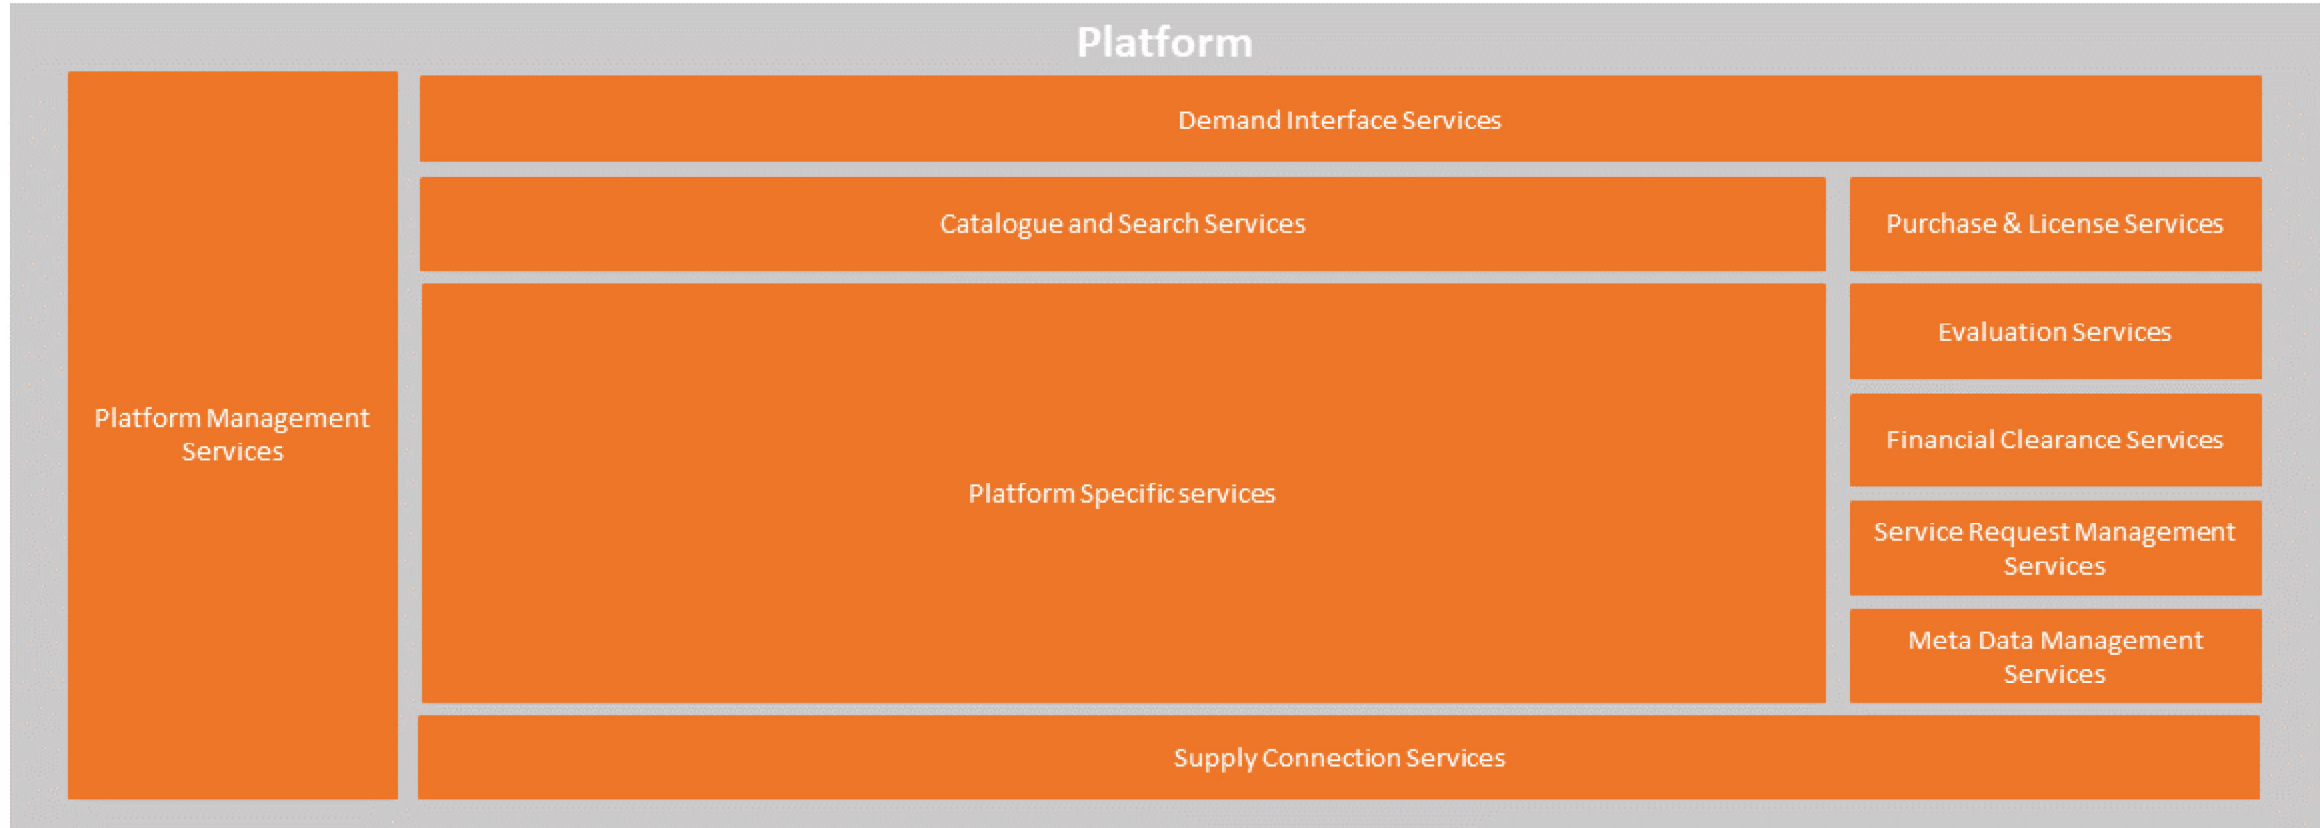 Platform
Demand Interface Services
Catalogue and Search Services
Purchase & License Services
Evaluation Services
Platform Management
Services
Financial Clearance Services
Platform Specific services
Service Request Management
Services
Meta Data Management
Services
Supply Connection Services